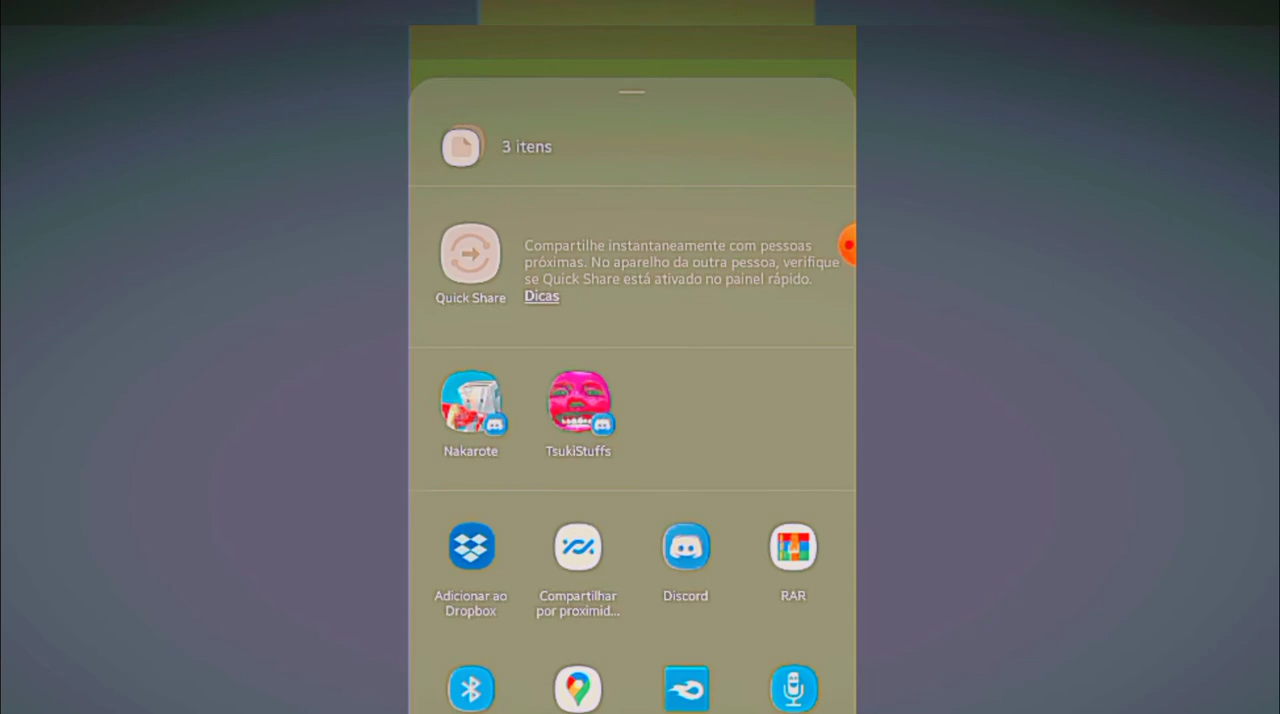 3 itens
Compartilhe instantaneamente com pessoas
próximas. No aparelho da outra pessoa, verifique
se Quick Share está ativado no painel rápido.
Dicas
Quick Share
Nakarote
TsukiStuffs
Adicionar ao
Dropbox
Compartilhar
por proximid...
Discord
RAR